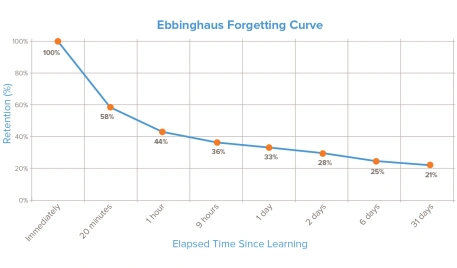 Ebbinghaus Forgetting Curve
Retention (%)
100%
80%
60%
40%
20%
0%
100%
58%
44%
36%
33%
28%
25%
21%
Immediately
20 minutes
1 hour
9 hours
1 day
2 days
6 days
31 days
Elapsed Time Since Learning